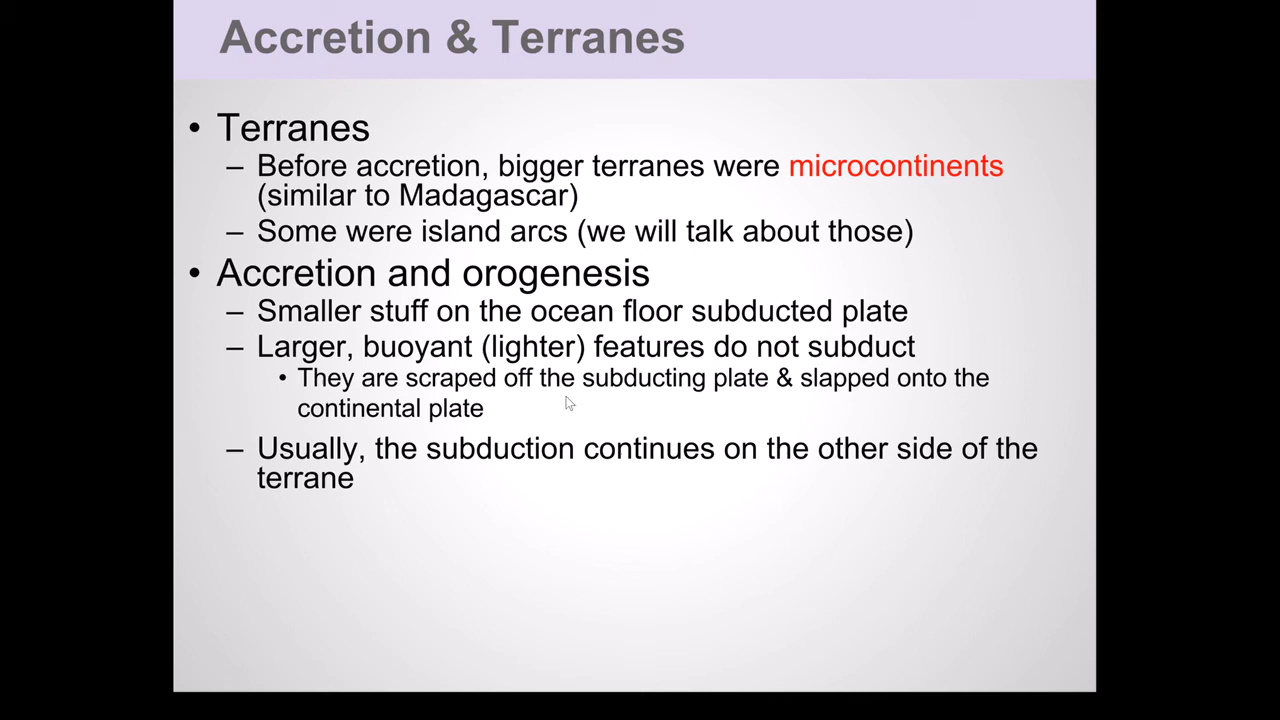 Accretion & Terranes
• Terranes
– Before accretion, bigger terranes were microcontinents
(similar to Madagascar)
– Some were island arcs (we will talk about those)
• Accretion and orogenesis
– Smaller stuff on the ocean floor subducted plate
– Larger, buoyant (lighter) features do not subduct
• They are scraped off the subducting plate & slapped onto the
continental plate
– Usually, the subduction continues on the other side of the
terrane